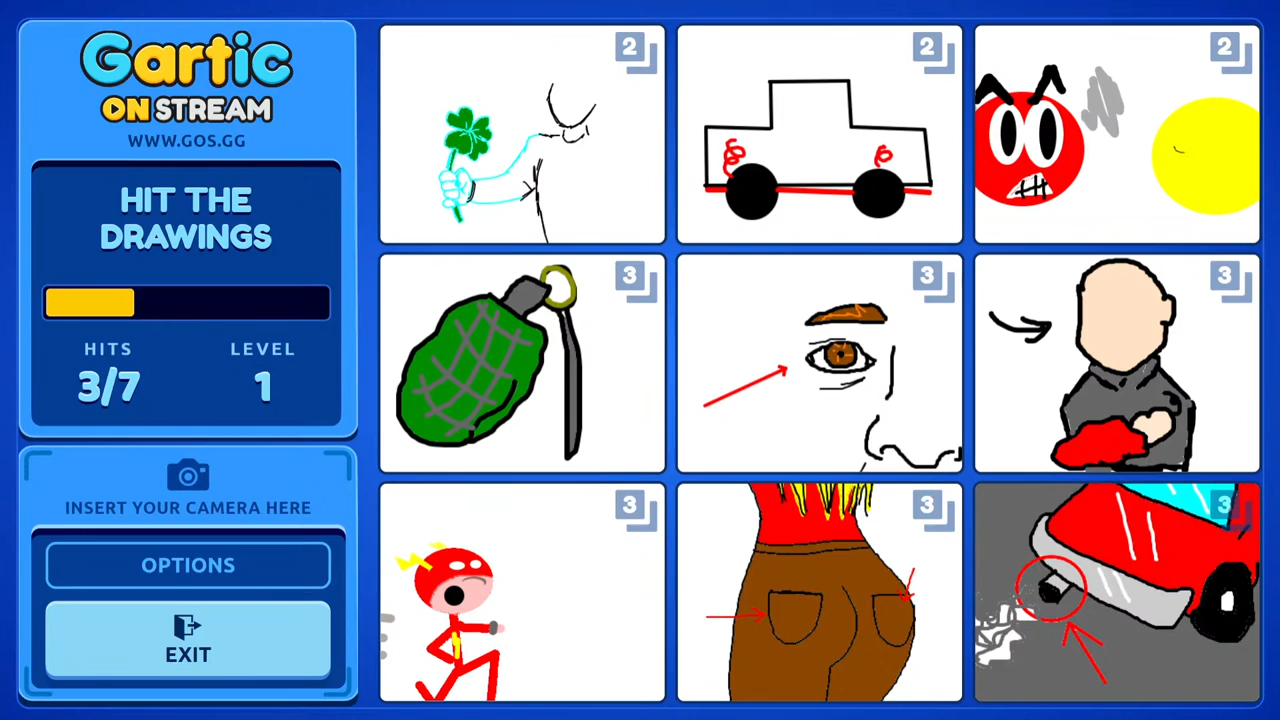 Gartic
ON STREAM
WWW.GOS.GG
HIT THE
DRAWINGS
HITS
LEVEL
3/7
1
INSERT YOUR CAMERA HERE
OPTIONS
EXIT
2
2
2
3
3
3
3
3
3